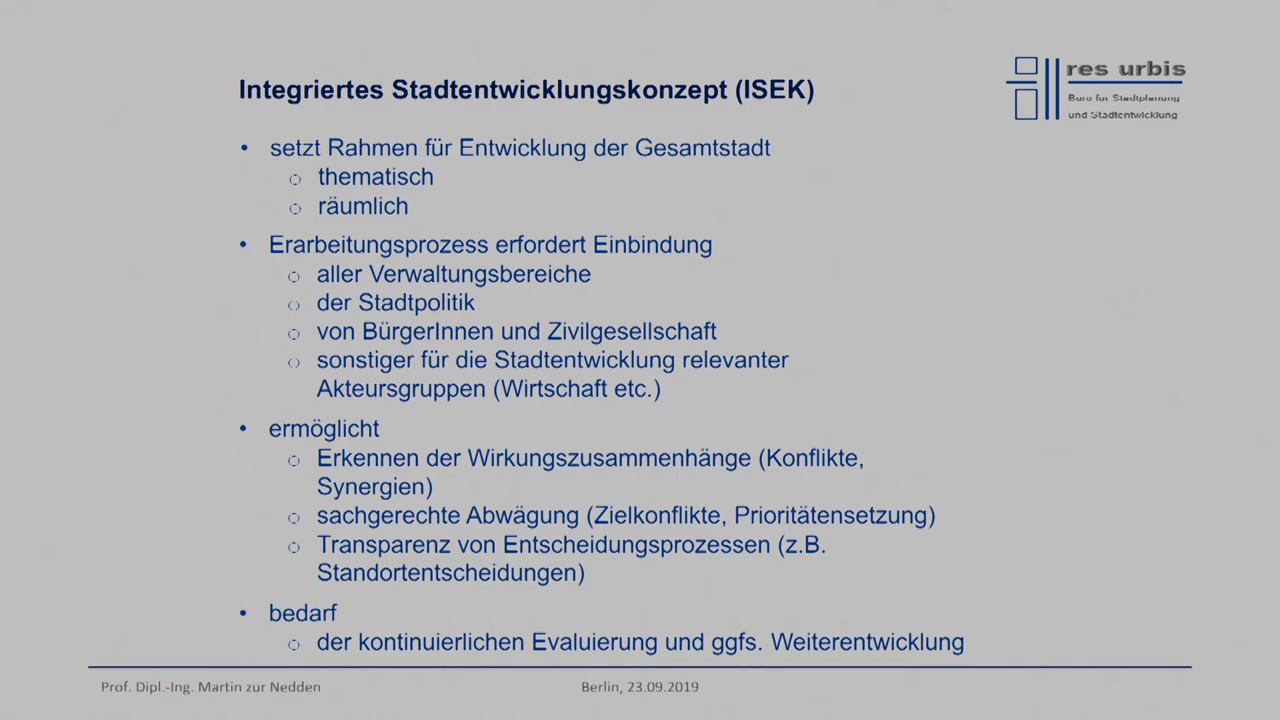 Integriertes Stadtentwicklungskonzept (ISEK)
res urbis
Büro für Stadtplanung
und Stadtentwicklung
• setzt Rahmen für Entwicklung der Gesamtstadt
○ thematisch
○ räumlich
• Erarbeitungsprozess erfordert Einbindung
○ aller Verwaltungsbereiche
○ der Stadtpolitik
○ von BürgerInnen und Zivilgesellschaft
○ sonstiger für die Stadtentwicklung relevanter
Akteursgruppen (Wirtschaft etc.)
• ermöglicht
○ Erkennen der Wirkungszusammenhänge (Konflikte,
Synergien)
○ sachgerechte Abwägung (Zielkonflikte, Prioritätensetzung)
○ Transparenz von Entscheidungsprozessen (z.B.
Standortentscheidungen)
• bedarf
○ der kontinuierlichen Evaluierung und ggfs. Weiterentwicklung
Prof. Dipl.-Ing. Martin zur Nedden
Berlin, 23.09.2019